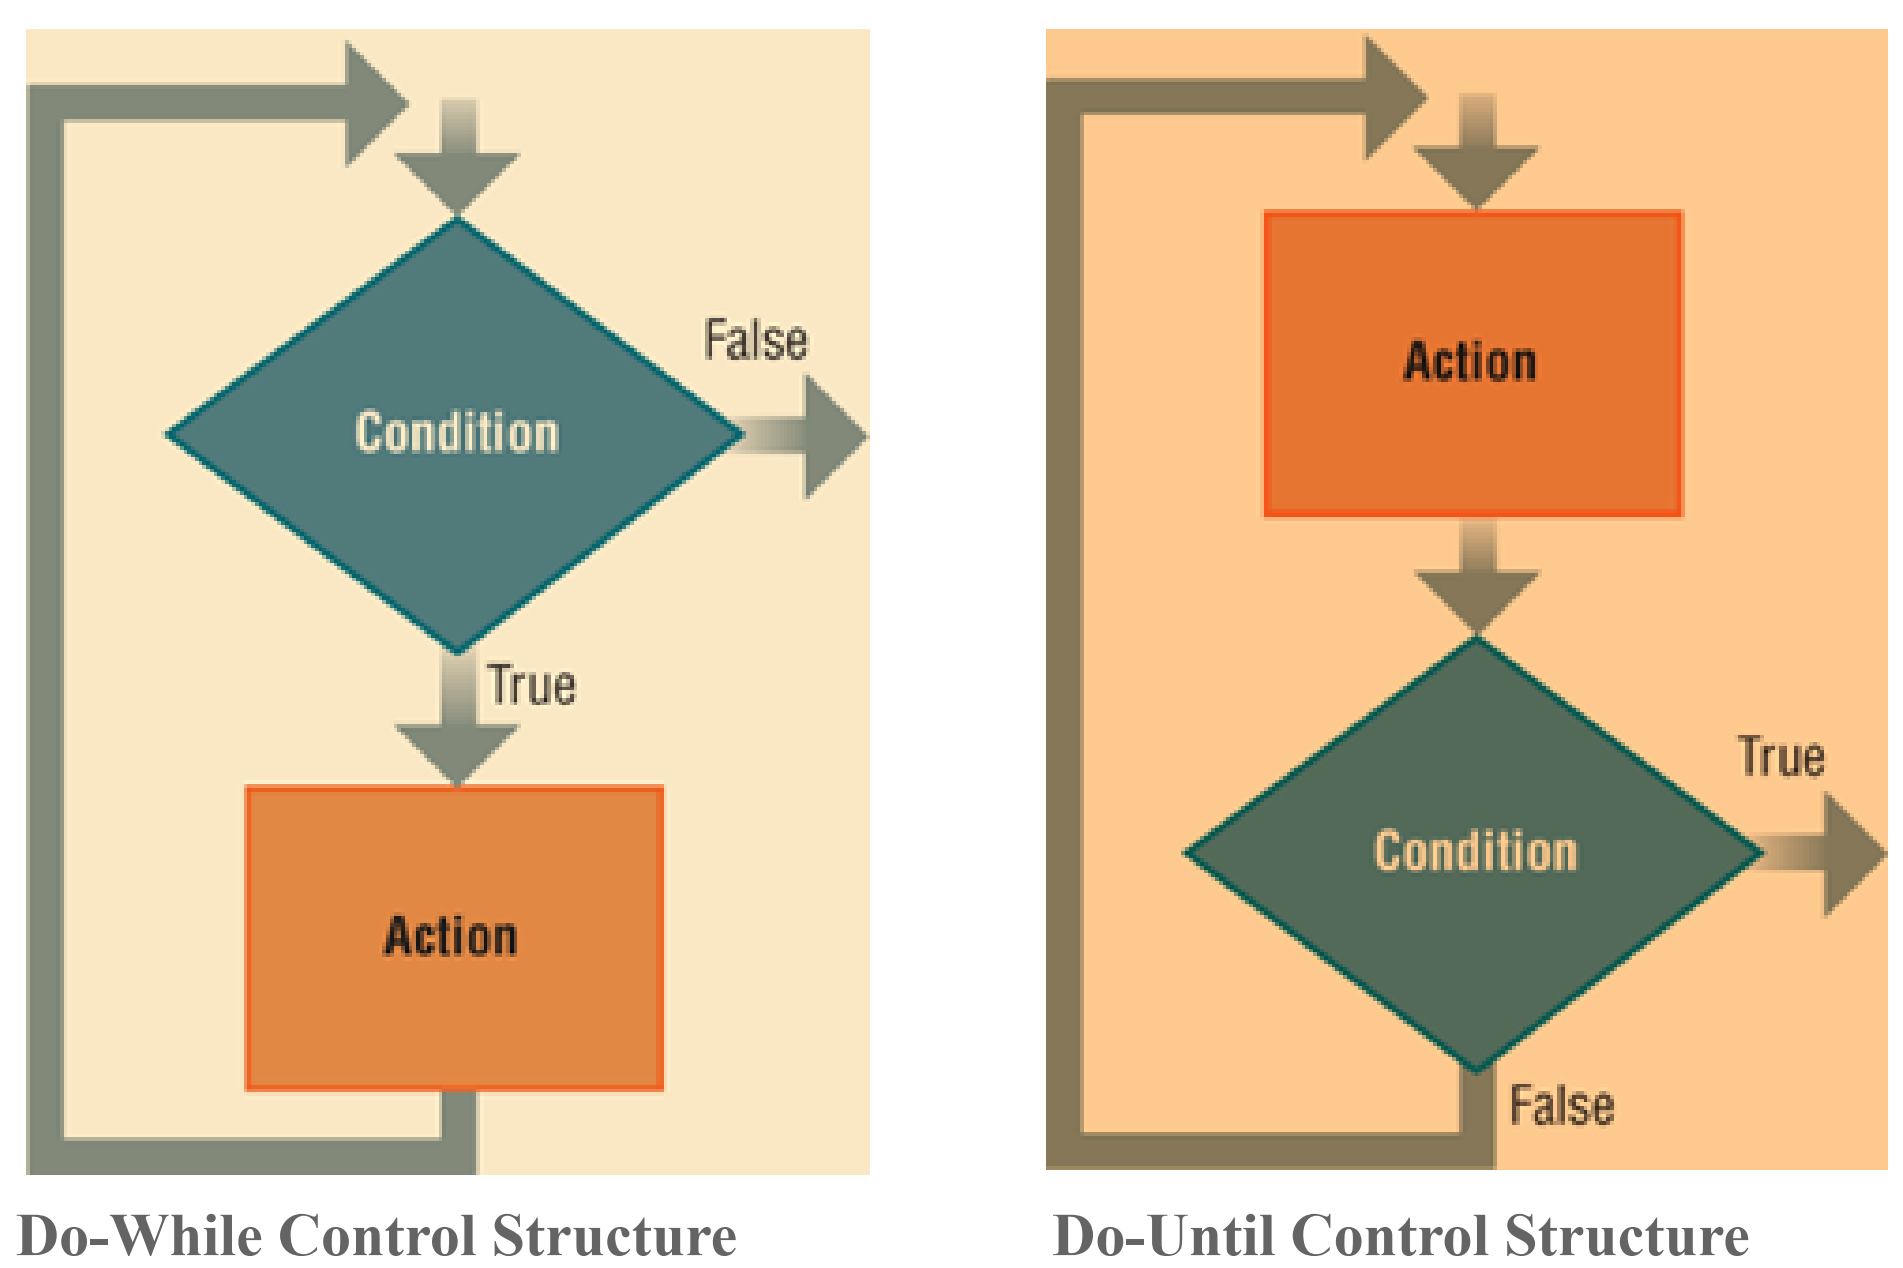 False
Condition
True
Action
Do-While Control Structure
Action
True
Condition
False
Do-Until Control Structure